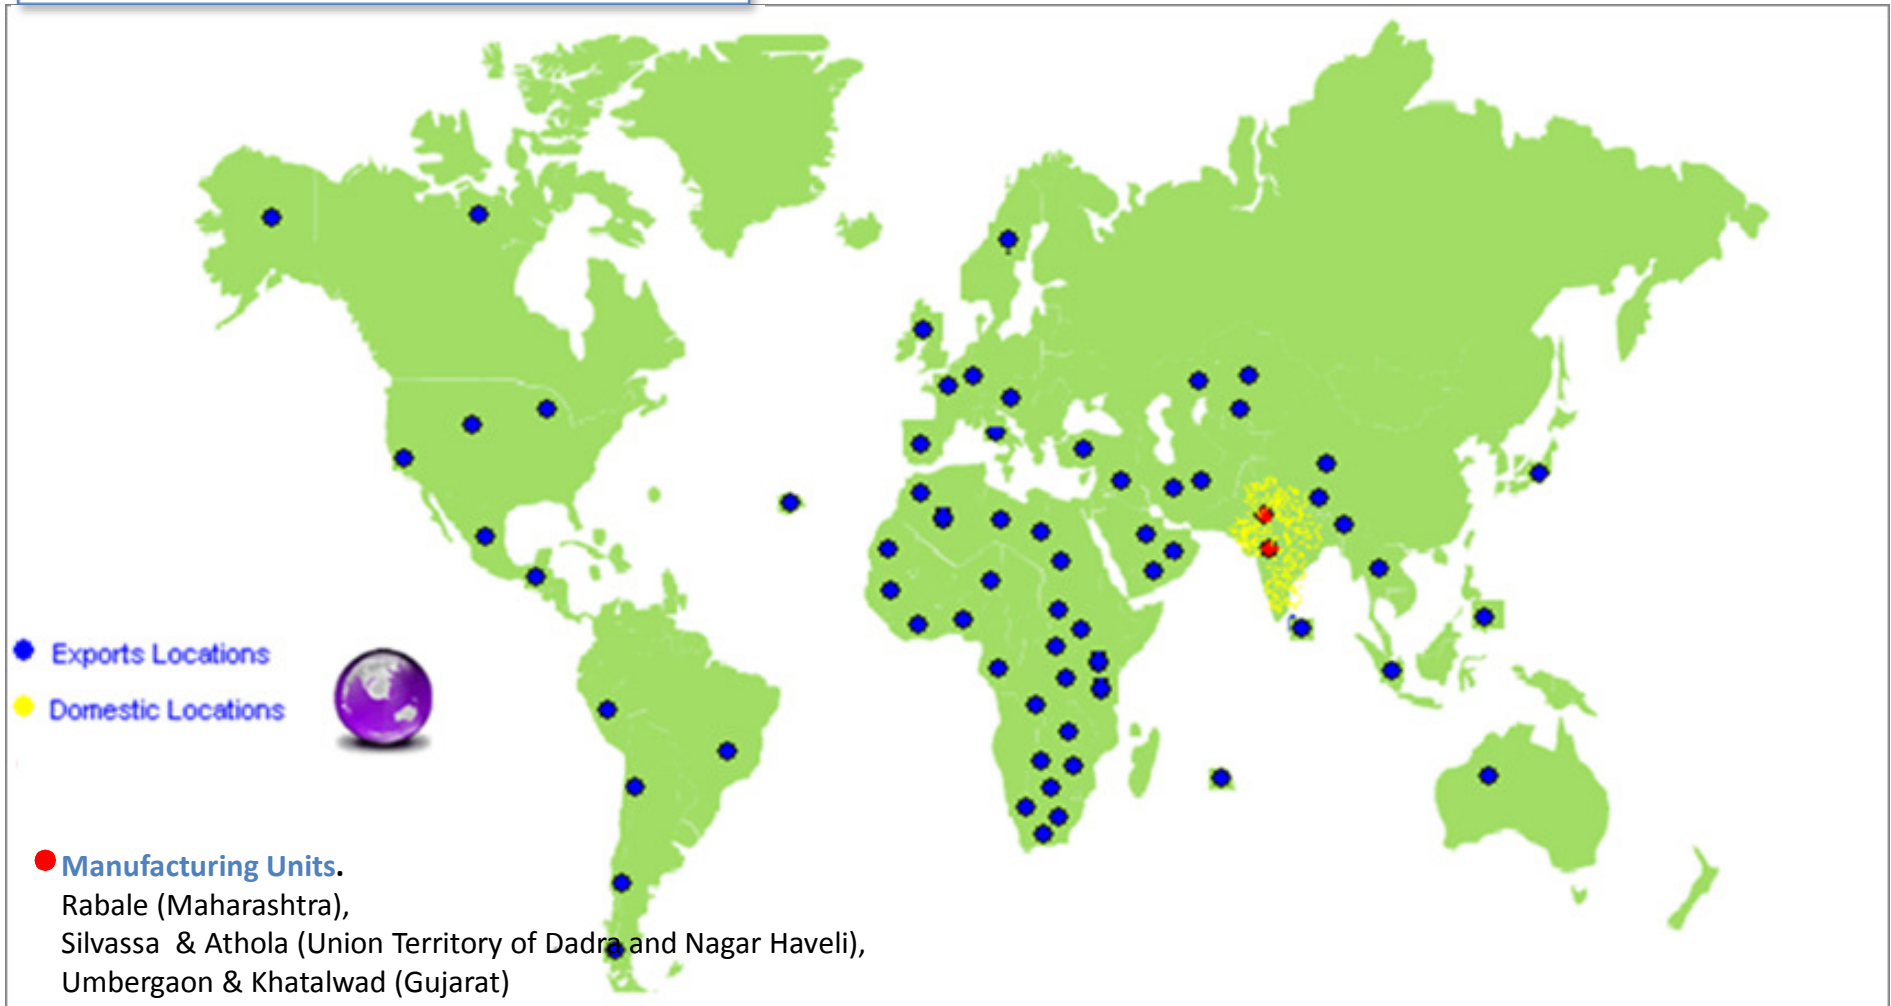 Exports Locations
Domestic Locations
Manufacturing Units.
Rabale (Maharashtra),
Silvassa & Athola (Union Territory of Dadra and Nagar Haveli),
Umbergaon & Khatalwad (Gujarat)